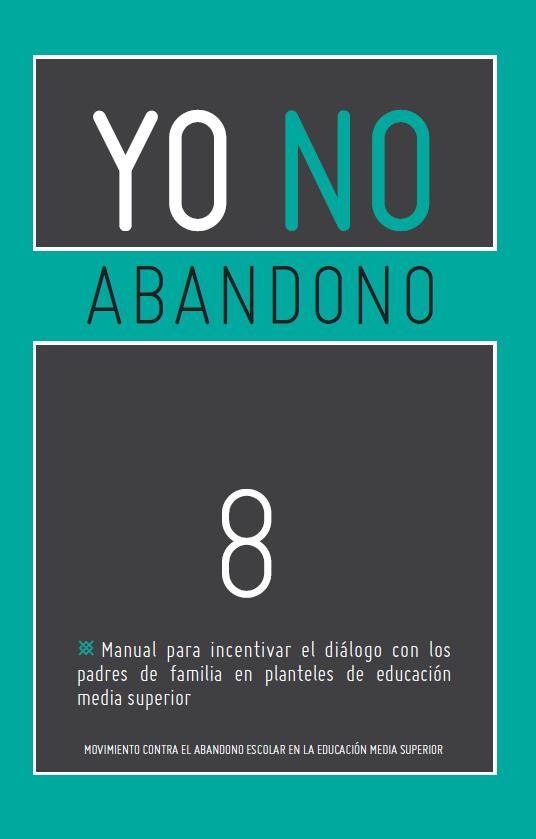 YO NO
ABANDONO
8
Manual para incentivar el diálogo con los
padres de familia en planteles de educación
media superior
MOVIMIENTO CONTRA EL ABANDONO ESCOLAR EN LA EDUCACIÓN MEDIA SUPERIOR